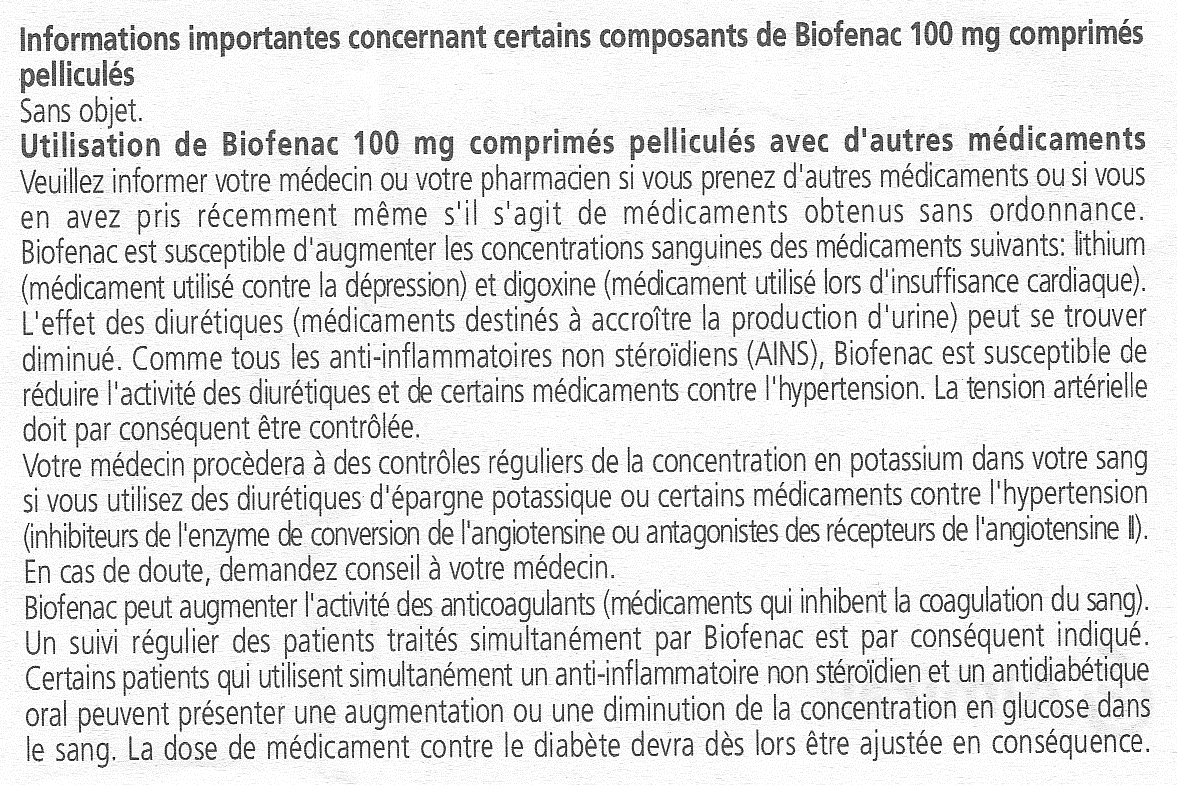 Informations importantes concernant certains composants de Biofenac 100 mg comprimés
pelliculés
Sans objet.
Utilisation de Biofenac 100 mg comprimés pelliculés avec d'autres médicaments
Veuillez informer votre médecin ou votre pharmacien si vous prenez d'autres médicaments ou si vous
en avez pris récemment même s'il s'agit de médicaments obtenus sans ordonnance.
Biofenac est susceptible d'augmenter les concentrations sanguines des médicaments suivants: lithium
(médicament utilisé contre la dépression) et digoxine (médicament utilisé lors d'insuffisance cardiaque).
L'effet des diurétiques (médicaments destinés à accroître la production d'urine) peut se trouver
diminué. Comme tous les anti-inflammatoires non stéroïdiens (AINS), Biofenac est susceptible de
réduire l'activité des diurétiques et de certains médicaments contre l'hypertension. La tension artérielle
doit par conséquent être contrôlée.
Votre médecin procèdera à des contrôles réguliers de la concentration en potassium dans votre sang
si vous utilisez des diurétiques d'épargne potassique ou certains médicaments contre l'hypertension
(inhibiteurs de l'enzyme de conversion de l'angiotensine ou antagonistes des récepteurs de l'angiotensine II).
En cas de doute, demandez conseil à votre médecin.
Biofenac peut augmenter l'activité des anticoagulants (médicaments qui inhibent la coagulation du sang).
Un suivi régulier des patients traités simultanément par Biofenac est par conséquent indiqué.
Certains patients qui utilisent simultanément un anti-inflammatoire non stéroïdien et un antidiabétique
oral peuvent présenter une augmentation ou une diminution de la concentration en glucose dans
le sang. La dose de médicament contre le diabète devra dès lors être ajustée en conséquence.